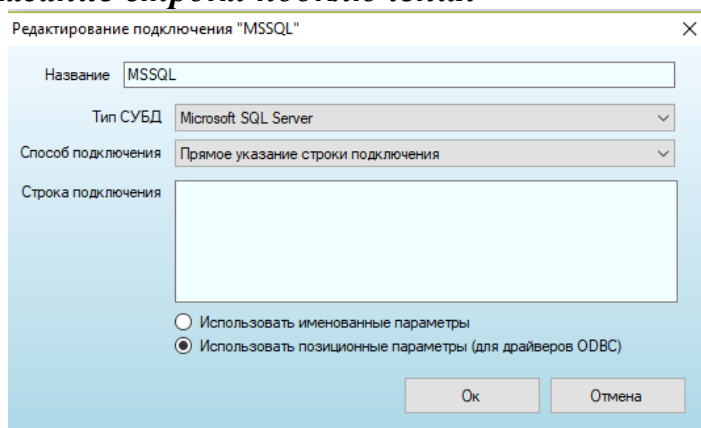 Редактирование подключения "MSSQL"
Название MSSQL
Тип СУБД Microsoft SQL Server
Способ подключения Прямое указание строки подключения
Строка подключения
Использовать именованные параметры
Использовать позиционные параметры (для драйверов ODBC)
Ок Отмена